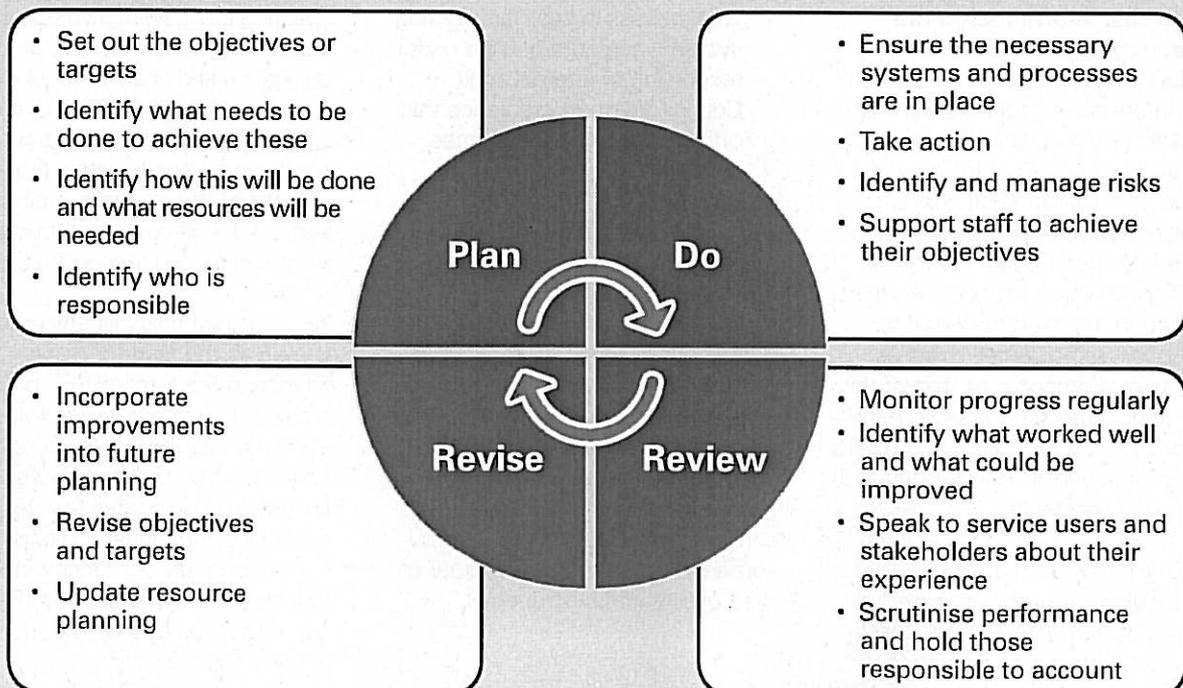 • Set out the objectives or
targets
• Identify what needs to be
done to achieve these
• Identify how this will be done
and what resources will be
needed
• Identify who is
responsible
• Ensure the necessary
systems and processes
are in place
• Take action
• Identify and manage risks
• Support staff to achieve
their objectives
Plan
Do
Revise
Review
• Incorporate
improvements
into future
planning
• Revise objectives
and targets
• Update resource
planning
• Monitor progress regularly
• Identify what worked well
and what could be
improved
• Speak to service users and
stakeholders about their
experience
• Scrutinise performance
and hold those
responsible to account